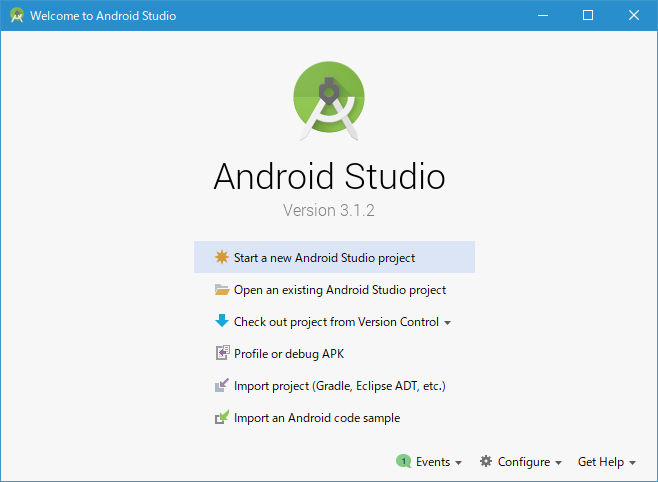 Welcome to Android Studio
Android Studio
Version 3.1.2
Start a new Android Studio project
Open an existing Android Studio project
Check out project from Version Control
Profile or debug APK
Import project (Gradle, Eclipse ADT, etc.)
Import an Android code sample
1 Events Configure Get Help